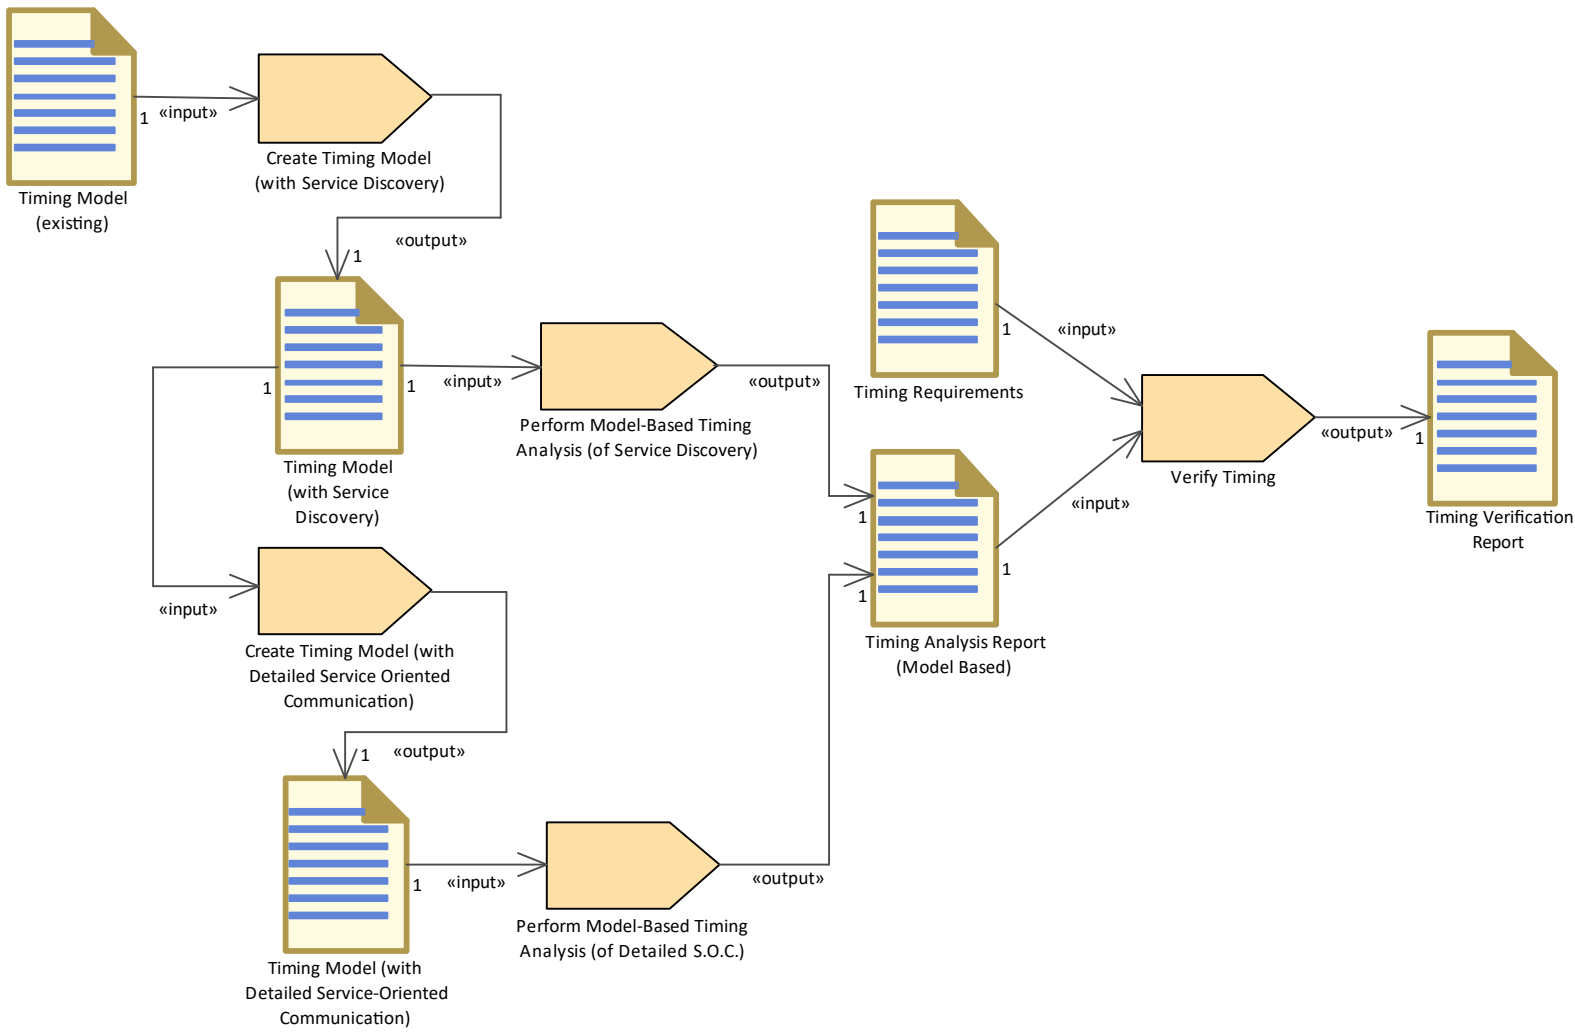 1
«input»
Timing Model
(existing)
Create Timing Model
(with Service Discovery)
«output»
1
Timing Model
(with Service
Discovery)
1
1
«input»
Perform Model-Based Timing
Analysis (of Service Discovery)
«output»
1
«input»
Create Timing Model (with
Detailed Service Oriented
Communication)
«output»
1
Timing Model (with
Detailed Service-Oriented
Communication)
1
«input»
Perform Model-Based Timing
Analysis (of Detailed S.O.C.)
«output»
1
Timing Requirements
1
«input»
Timing Analysis Report
(Model Based)
1
«input»
Verify Timing
«output»
1
Timing Verification
Report